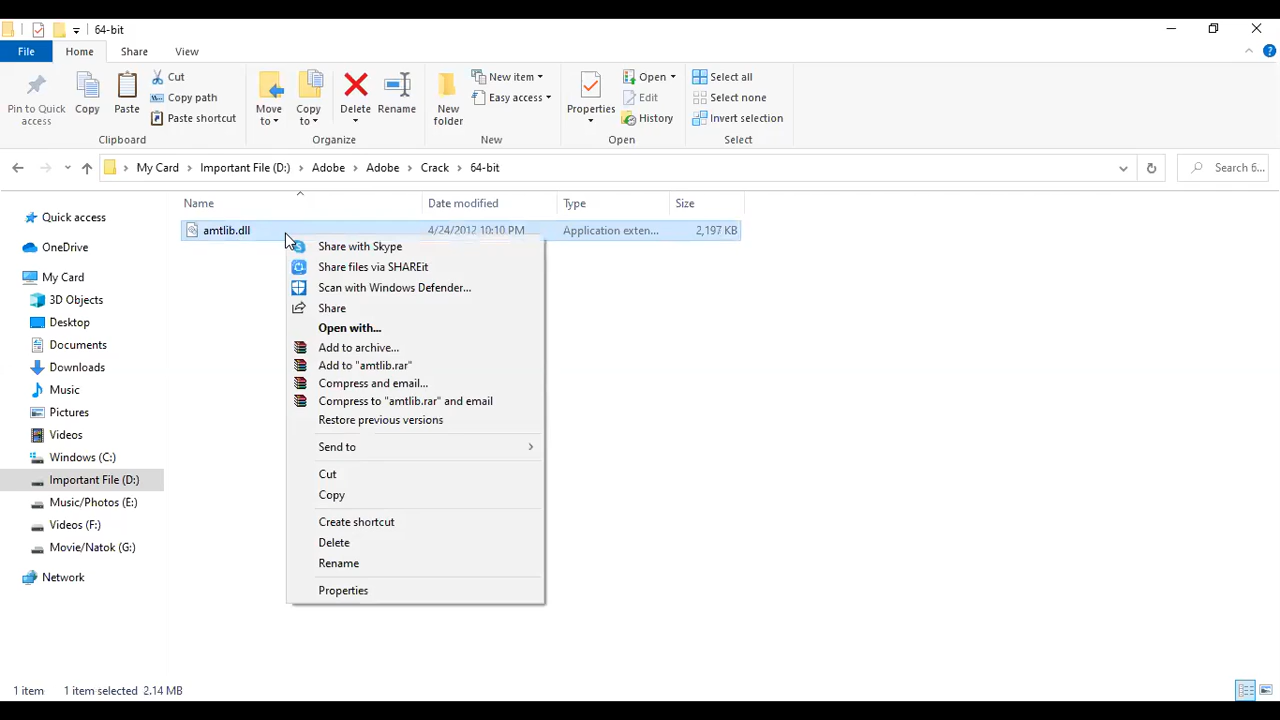 64-bit
File Home Share View
Pin to Quick access
Copy
Paste
Cut
Copy path
Paste shortcut
Clipboard
Move to
Copy to
Delete
Rename
Organize
New folder
New item
Easy access
New
Properties
Open
Edit
History
Open
Select all
Select none
Invert selection
Select
My Card > Important File (D:) > Adobe > Adobe > Crack > 64-bit
Search 6...
Name Date modified Type Size
amtlib.dll 4/24/2012 10:10 PM Application exten... 2,197 KB
Quick access
OneDrive
My Card
3D Objects
Desktop
Documents
Downloads
Music
Pictures
Videos
Windows (C:)
Important File (D:)
Music/Photos (E:)
Videos (F:)
Movie/Natok (G:)
Network
Share with Skype
Share files via SHAREit
Scan with Windows Defender...
Share
Open with...
Add to archive...
Add to "amtlib.rar"
Compress and email...
Compress to "amtlib.rar" and email
Restore previous versions
Send to
Cut
Copy
Create shortcut
Delete
Rename
Properties
1 item 1 item selected 2.14 MB